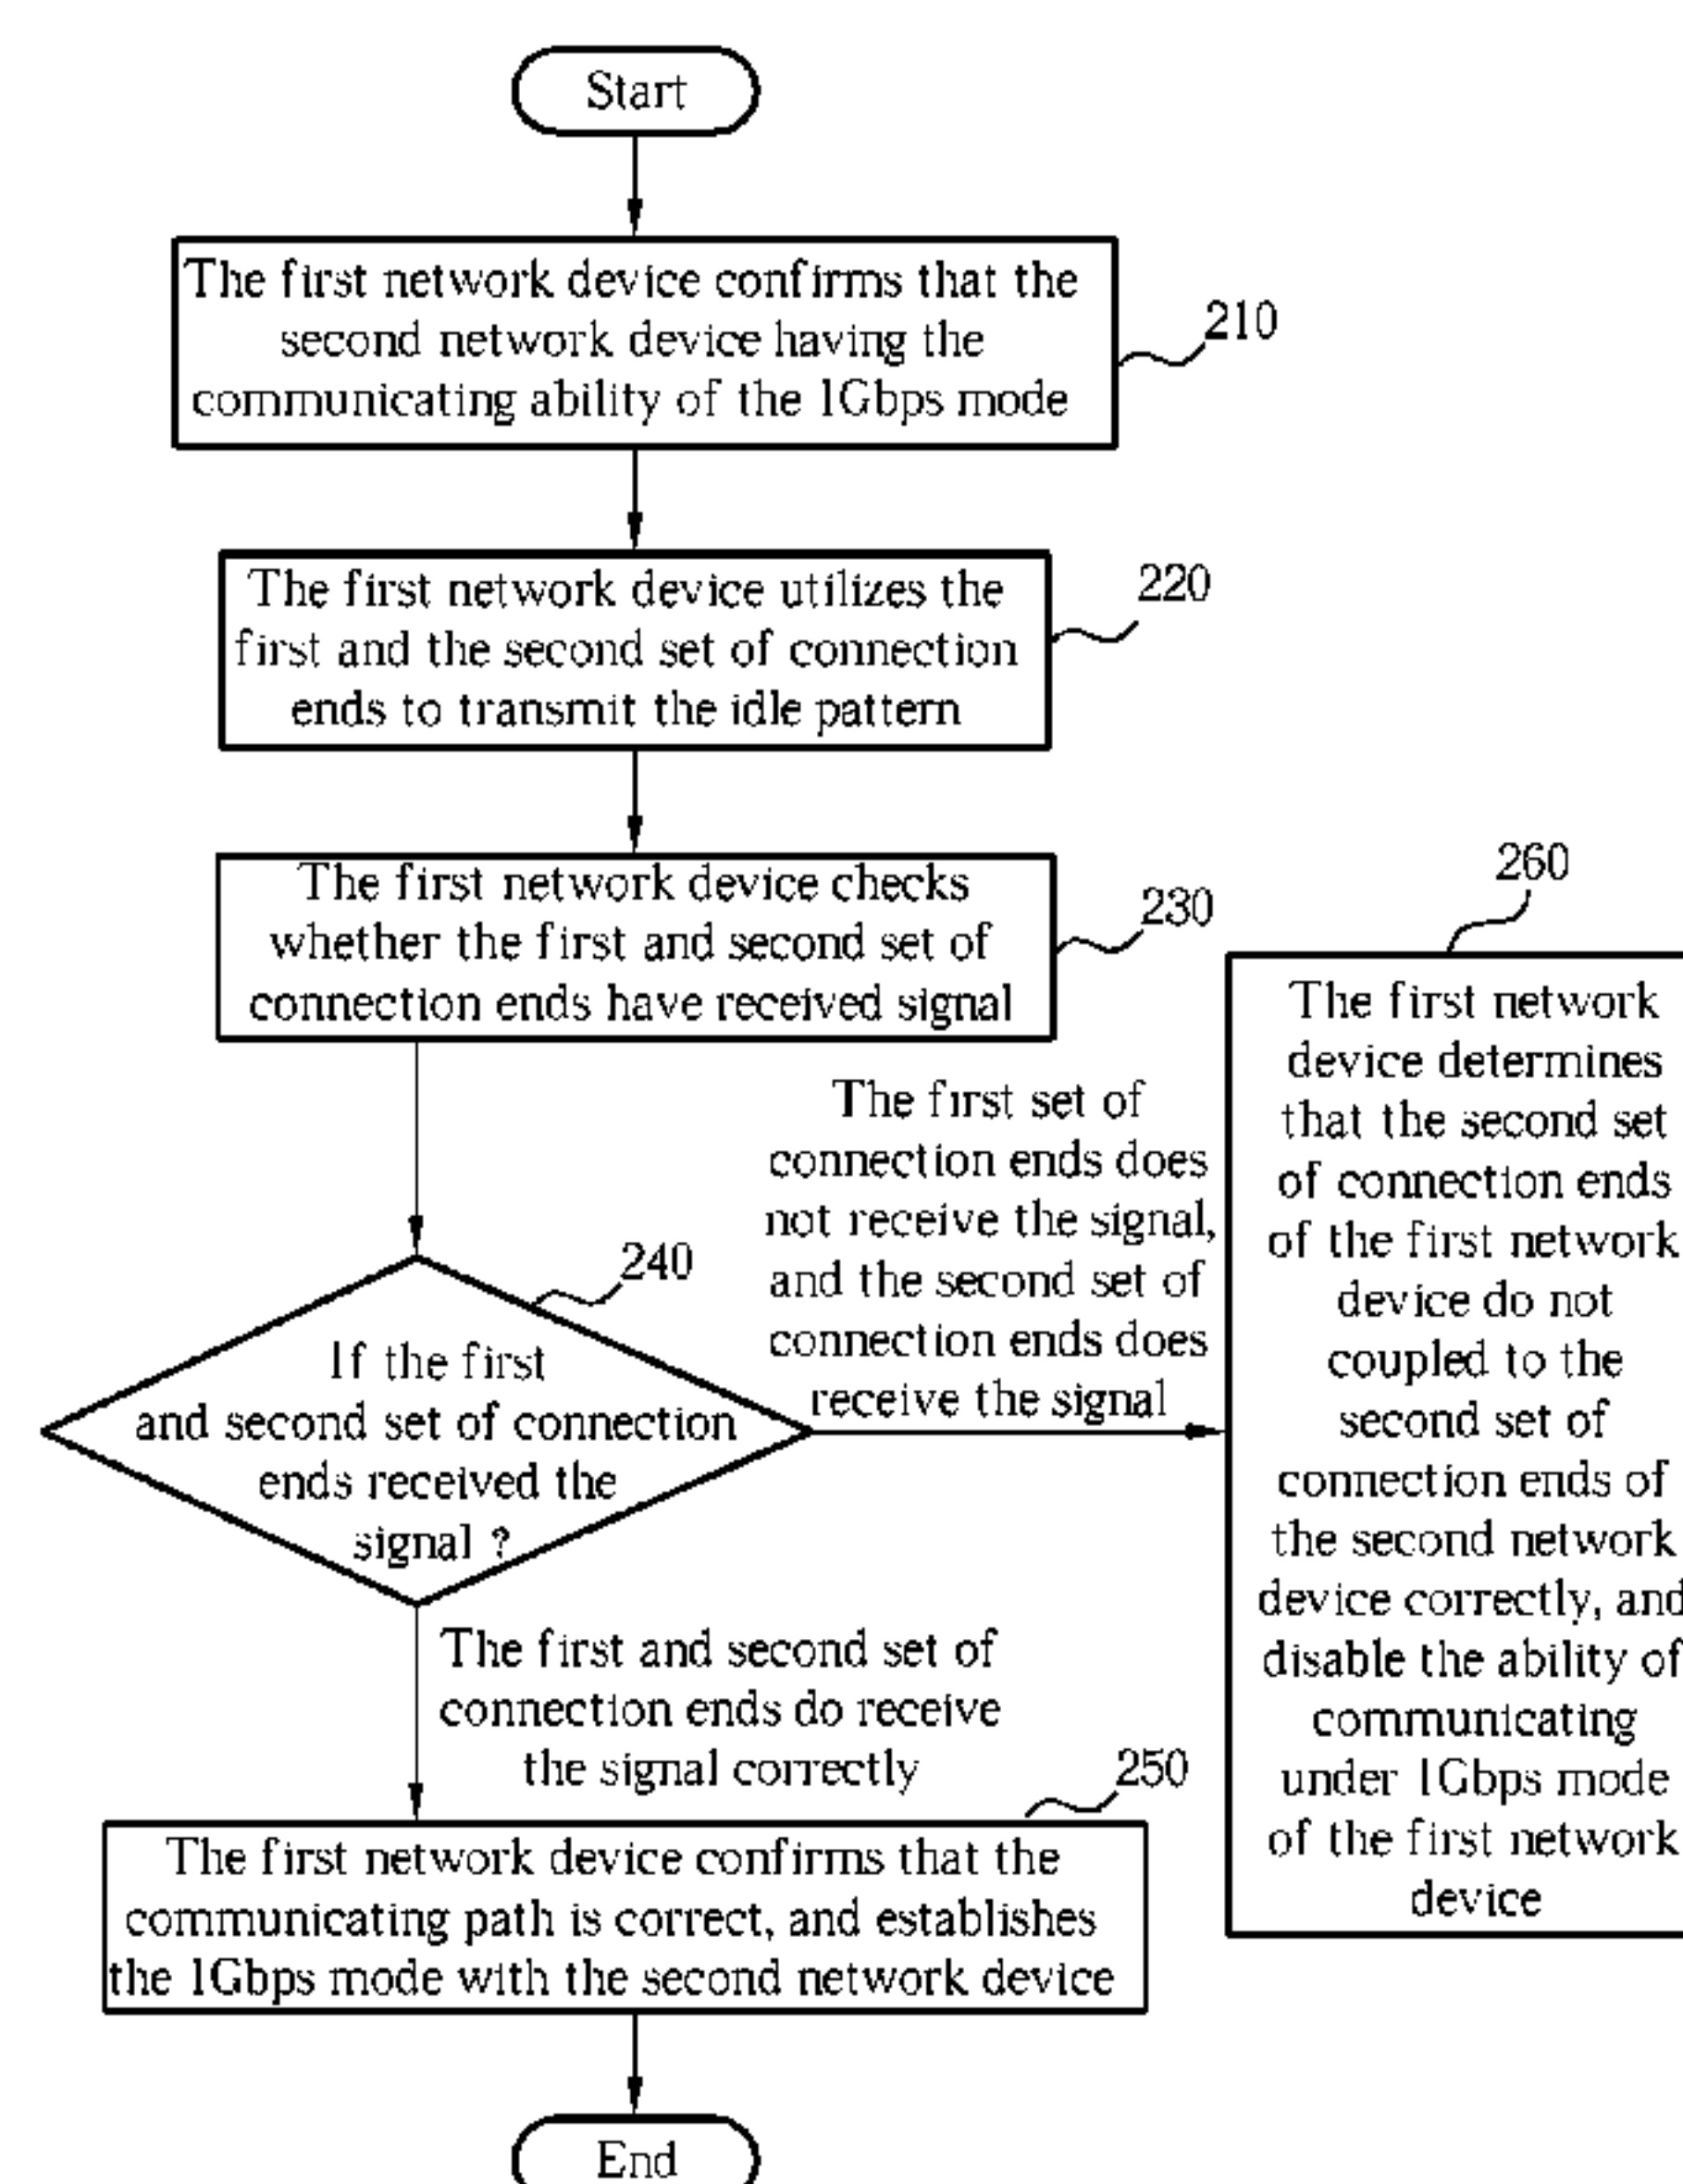 Start
The first network device confirms that the
second network device having the
communicating ability of the 1Gbps mode
210
The first network device utilizes the
first and the second set of connection
ends to transmit the idle pattern
220
The first network device checks
whether the first and second set of
connection ends have received signal
230
If the first
and second set of connection
ends received the
signal ?
240
The first set of
connection ends does
not receive the signal,
and the second set of
connection ends does
receive the signal
260
The first network
device determines
that the second set
of connection ends
of the first network
device do not
coupled to the
second set of
connection ends of
the second network
device correctly, and
disable the ability of
communicating
under 1Gbps mode
of the first network
device
The first and second set of
connection ends do receive
the signal correctly
250
The first network device confirms that the
communicating path is correct, and establishes
the 1Gbps mode with the second network device
End